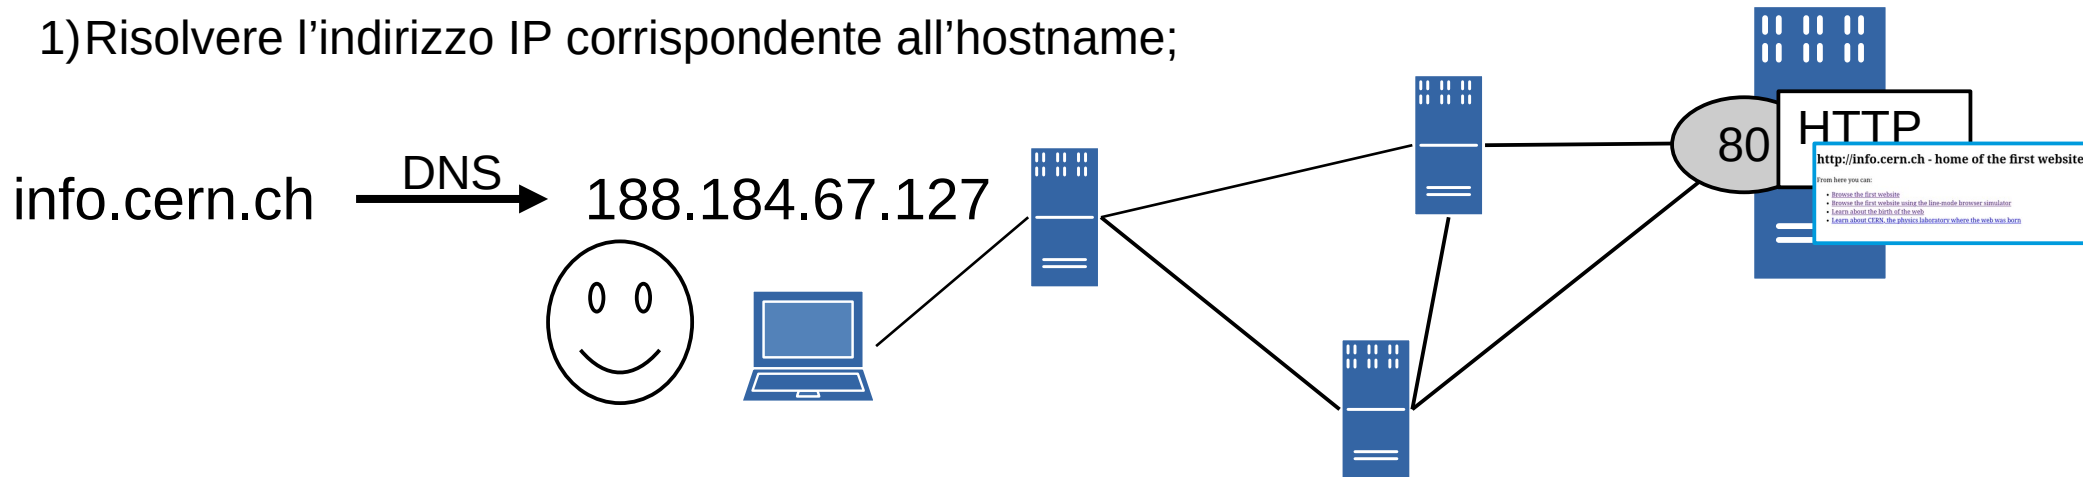 1)Risolvere l’indirizzo IP corrispondente all’hostname;
info.cern.ch
DNS
188.184.67.127
80
HTTP
http://info.cern.ch - home of the first website
From here you can:
• Browse the first website
• Browse the first website using the line-mode browser simulator
• Learn about the birth of the web
• Learn about CERN, the physics laboratory where the web was born